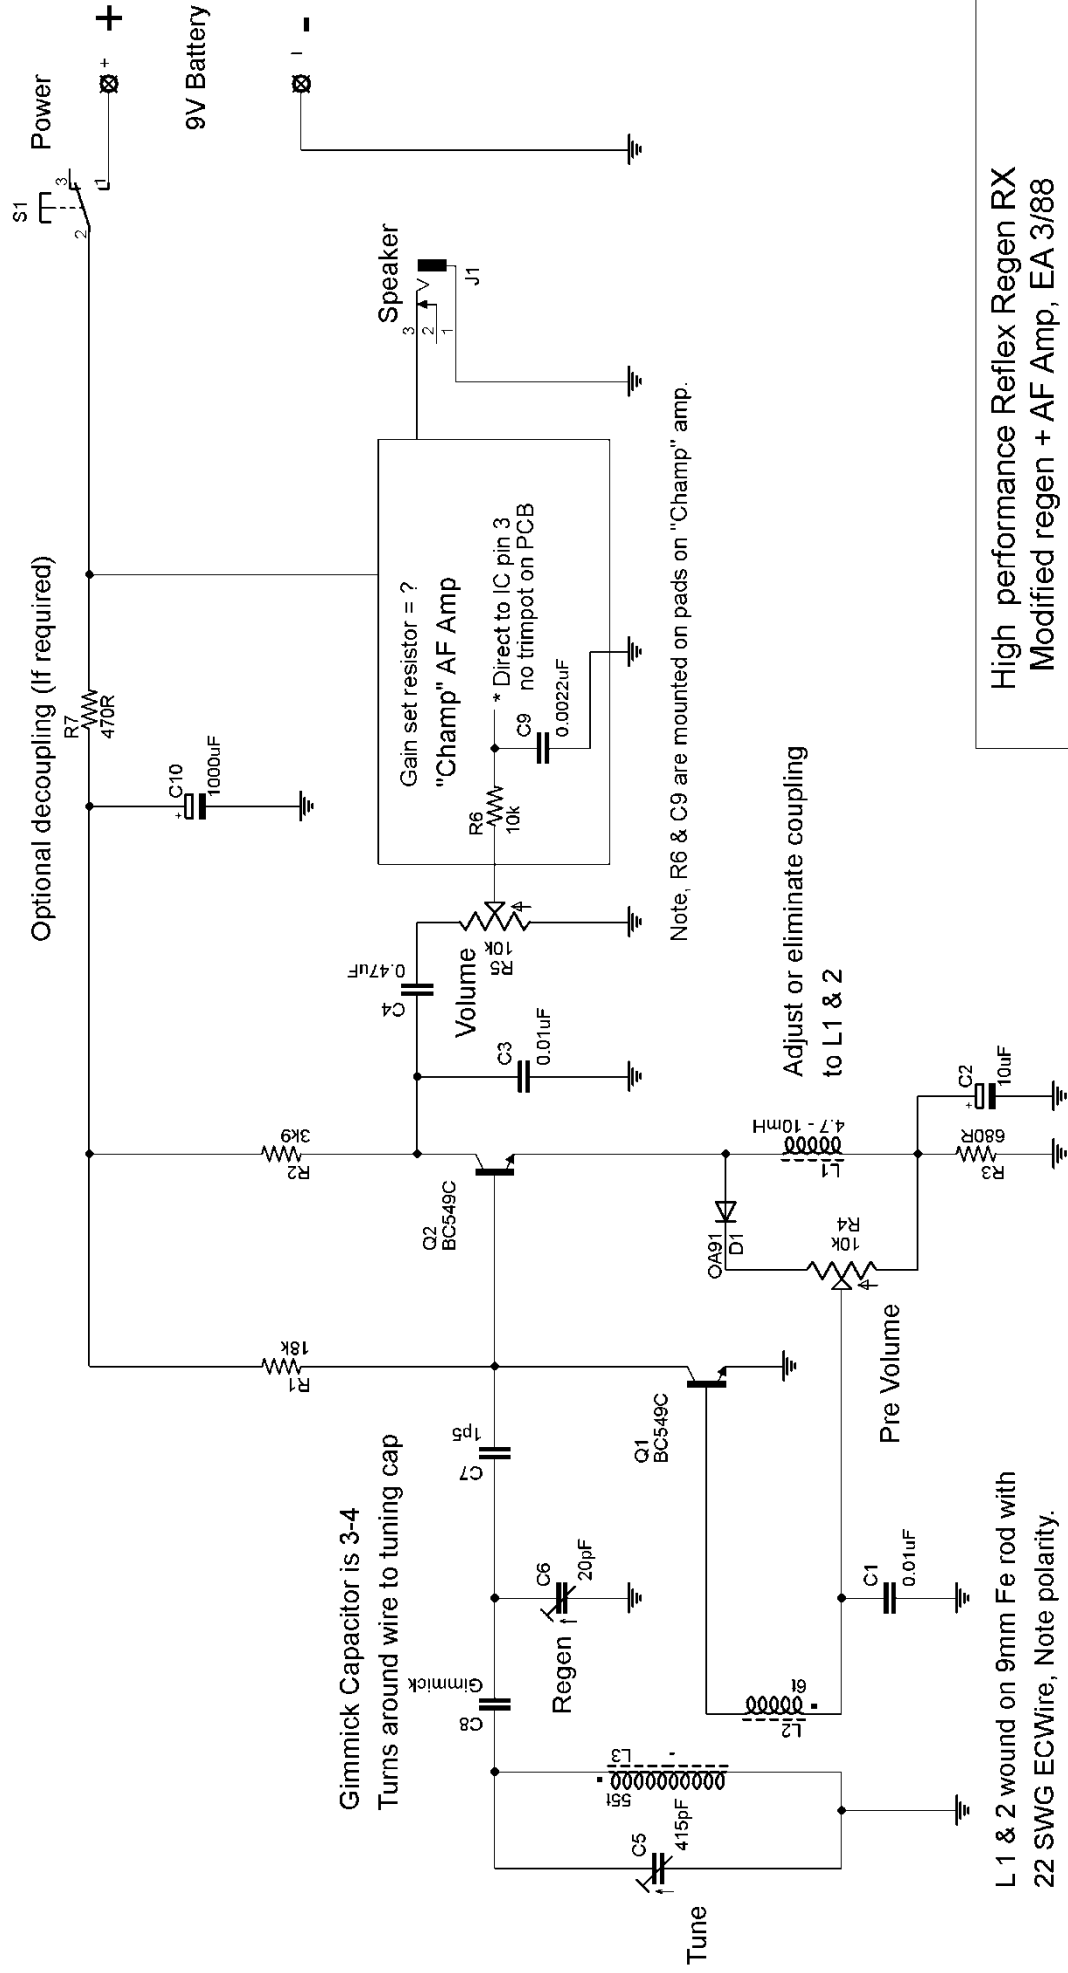 Optional decoupling (If required)
S1
Power
3
2
1
+
+
9V Battery
-
-
R7
470R
C10
+
1000uF
Speaker
3
2
1
J1
Gain set resistor = ?
"Champ" AF Amp
* Direct to IC pin 3
no trimpot on PCB
R6
10k
C9
0.0022uF
Note, R6 & C9 are mounted on pads on "Champ" amp.
R2
3k9
R1
18k
C4
0.47uF
Volume
R5
10k
C3
0.01uF
Q2
BC549C
Gimmick Capacitor is 3-4
Turns around wire to tuning cap
C7
1p5
C8
Gimmick
C6
20pF
Regen
Q1
BC549C
OA91
D1
L1
4.7 - 10mH
Adjust or eliminate coupling
to L1 & 2
R4
10k
Pre Volume
R3
680R
C2
+
10uF
L3
55t
C5
415pF
Tune
L2
6t
C1
0.01uF
L1 & 2 wound on 9mm Fe rod with
22 SWG ECWire, Note polarity.
High performance Reflex Regen RX
Modified regen + AF Amp, EA 3/88